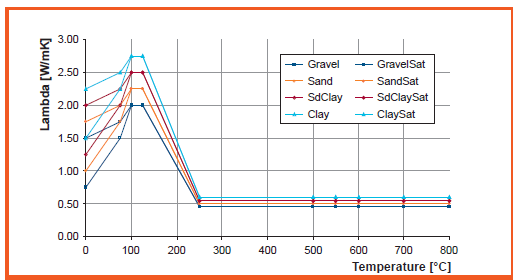 Lambda [W/mK]
3.00
2.50
2.00
1.50
1.00
0.50
0.00
Gravel GravelSat
Sand SandSat
SdClay SdClaySat
Clay ClaySat
0 100 200 300 400 500 600 700 800
Temperature [°C]